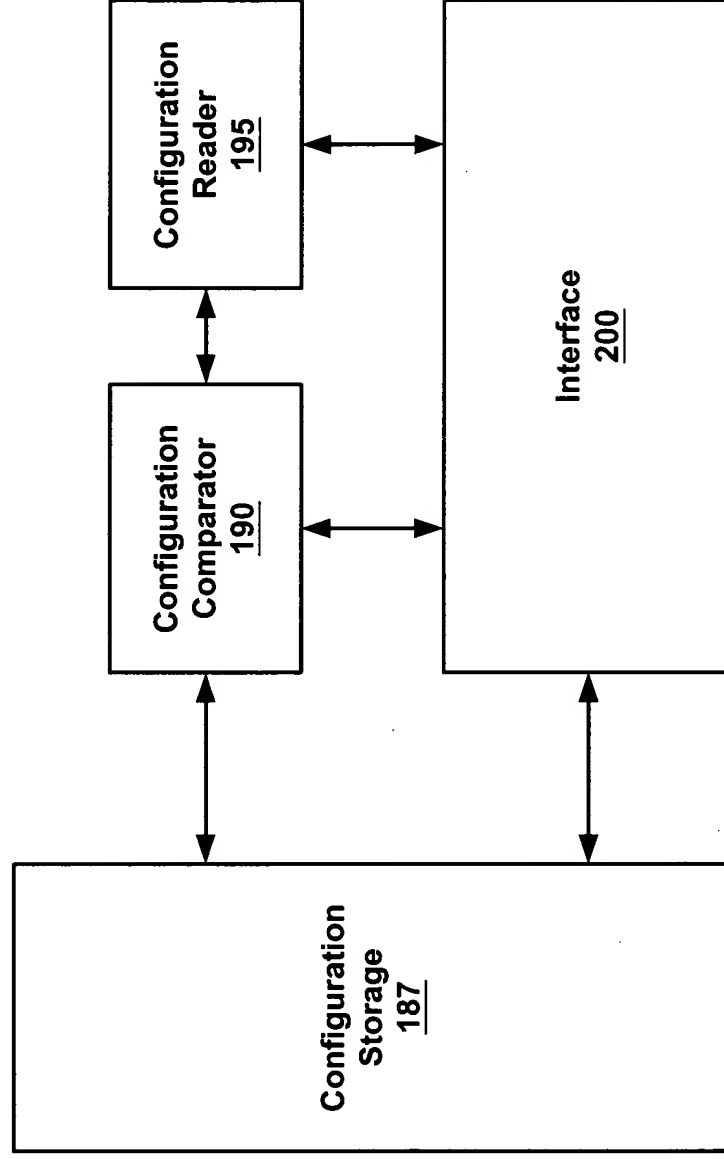 Configuration
Storage
187
Configuration
Comparator
190
Configuration
Reader
195
Interface
200